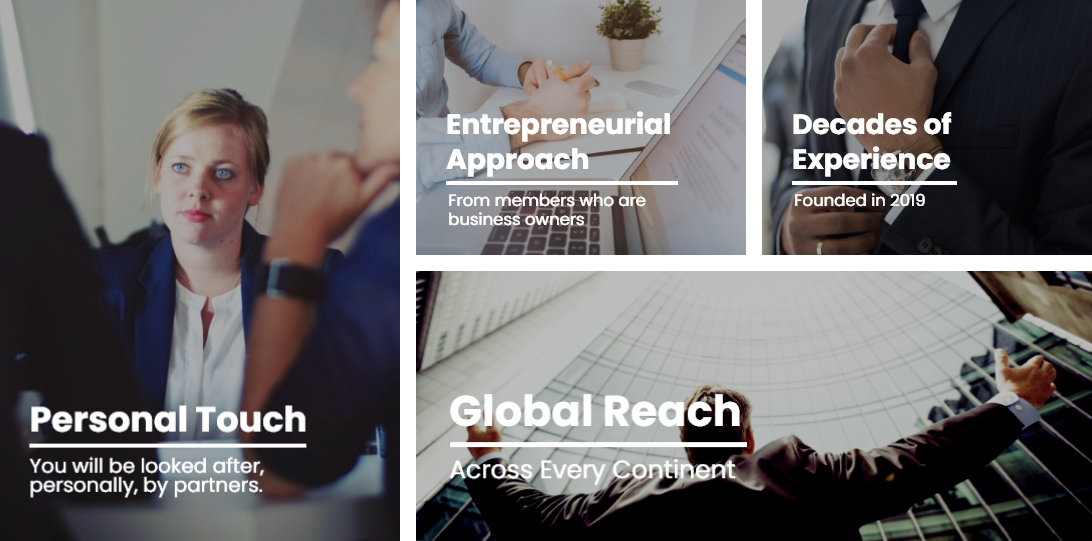 Personal Touch
You will be looked after,
personally, by partners.
Entrepreneurial
Approach
From members who are
business owners
Decades of
Experience
Founded in 2019
Global Reach
Across Every Continent